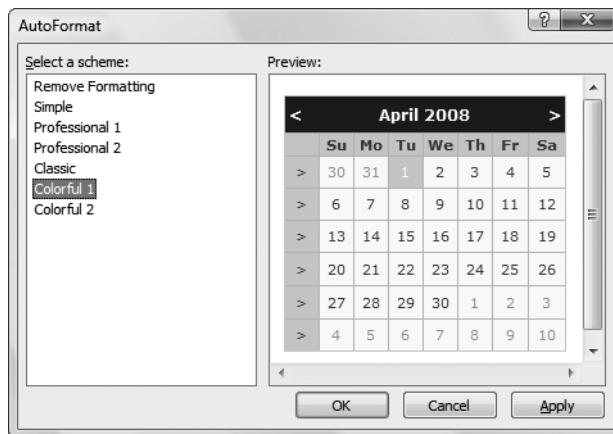 AutoFormat
? X
Select a scheme:
Remove Formatting
Simple
Professional 1
Professional 2
Classic
Colorful 1
Colorful 2
Preview:
< April 2008 >
Su Mo Tu We Th Fr Sa
> 30 31 1 2 3 4 5
> 6 7 8 9 10 11 12
> 13 14 15 16 17 18 19
> 20 21 22 23 24 25 26
> 27 28 29 30 1 2 3
> 4 5 6 7 8 9 10
OK Cancel Apply